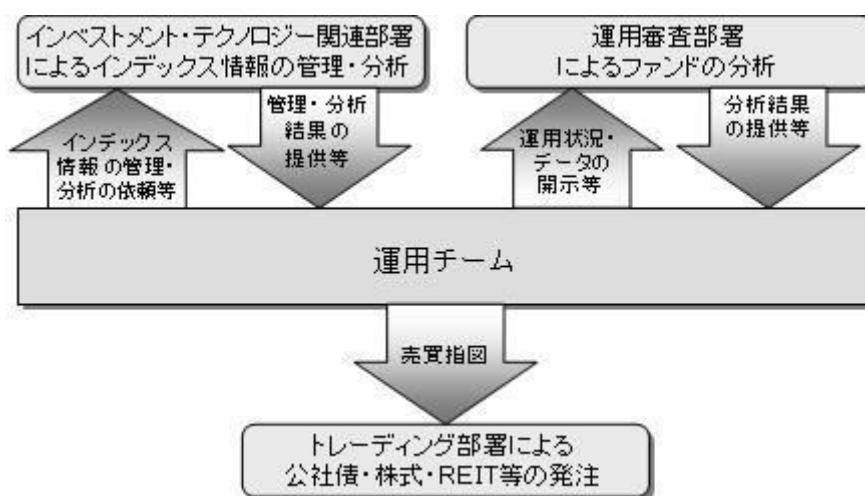 インベストメント・テクノロジー関連部署
によるインデックス情報の管理・分析
運用審査部署
によるファンドの分析
インデックス
情報の管理・
分析の依頼等
管理・分析
結果の
提供等
運用状況・
データの
開示等
分析結果
の提供等
運用チーム
売買指図
トレーディング部署による
公社債・株式・REIT等の発注